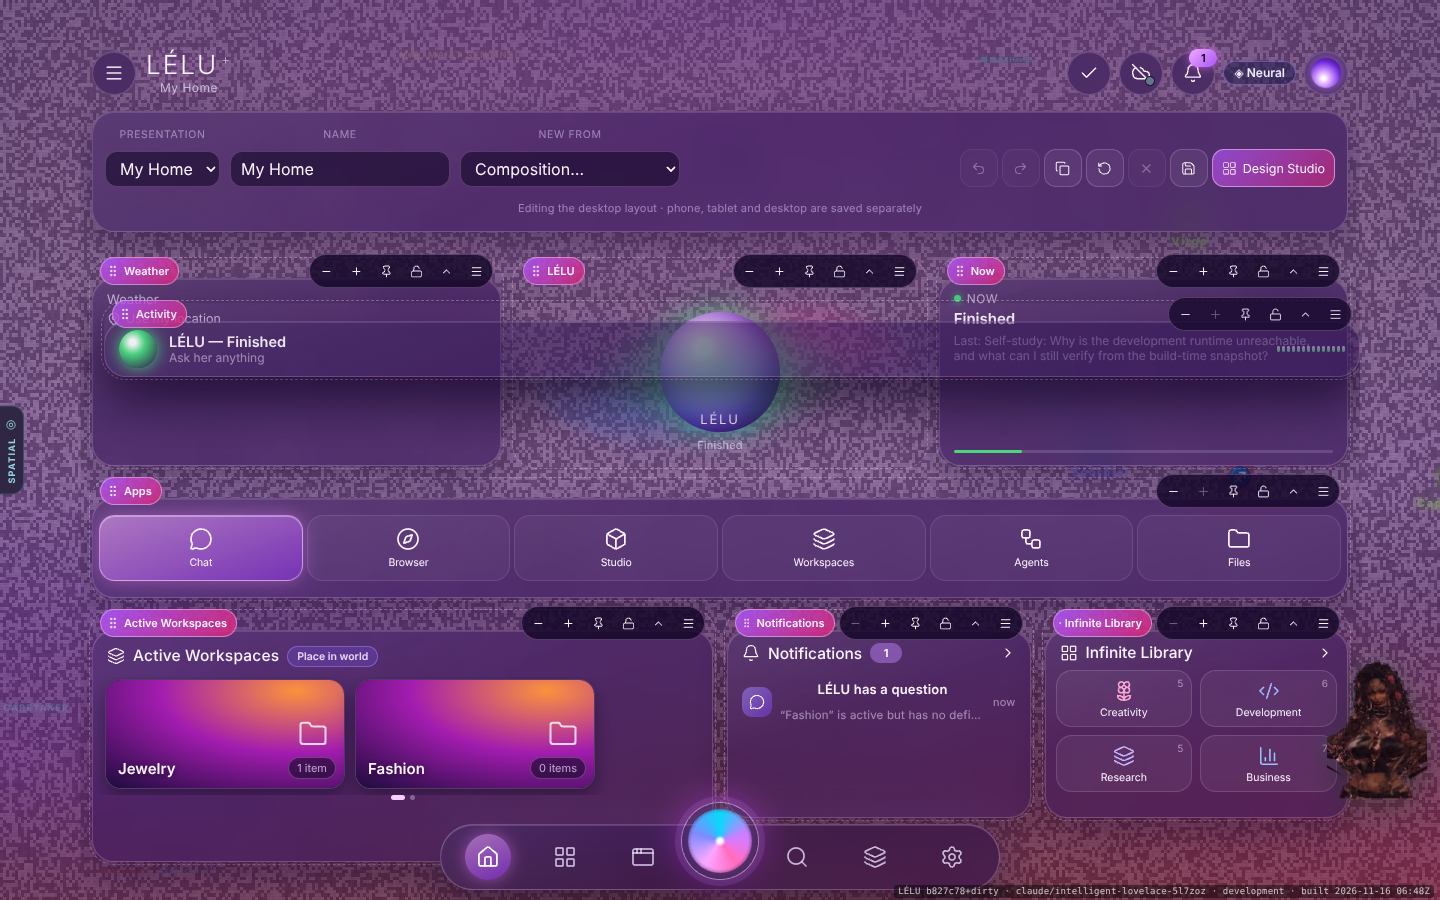 LÉLU
My Home
1
◈ Neural
PRESENTATION
NAME
NEW FROM
My Home
My Home
Composition...
Design Studio
Editing the desktop layout · phone, tablet and desktop are saved separately
Weather
LÉLU
Now
Weather
NOW
Activity
cation
Finished
LÉLU — Finished
Ask her anything
Last: Self-study: Why is the development runtime unreachable,
and what can I still verify from the build-time snapshot?
LÉLU
Finished
SPATIAL
Apps
Chat
Browser
Studio
Workspaces
Agents
Files
Active Workspaces
Notifications
Infinite Library
Active Workspaces
Place in world
Notifications
1
Infinite Library
Jewelry
1 item
Fashion
0 items
LÉLU has a question
“Fashion” is active but has no defi...
now
Creativity
5
Development
6
Research
5
Business
7
LÉLU b827c78+dirty · claude/intelligent-lovelace-5l7zoz · development · built 2026-11-16 06:48Z